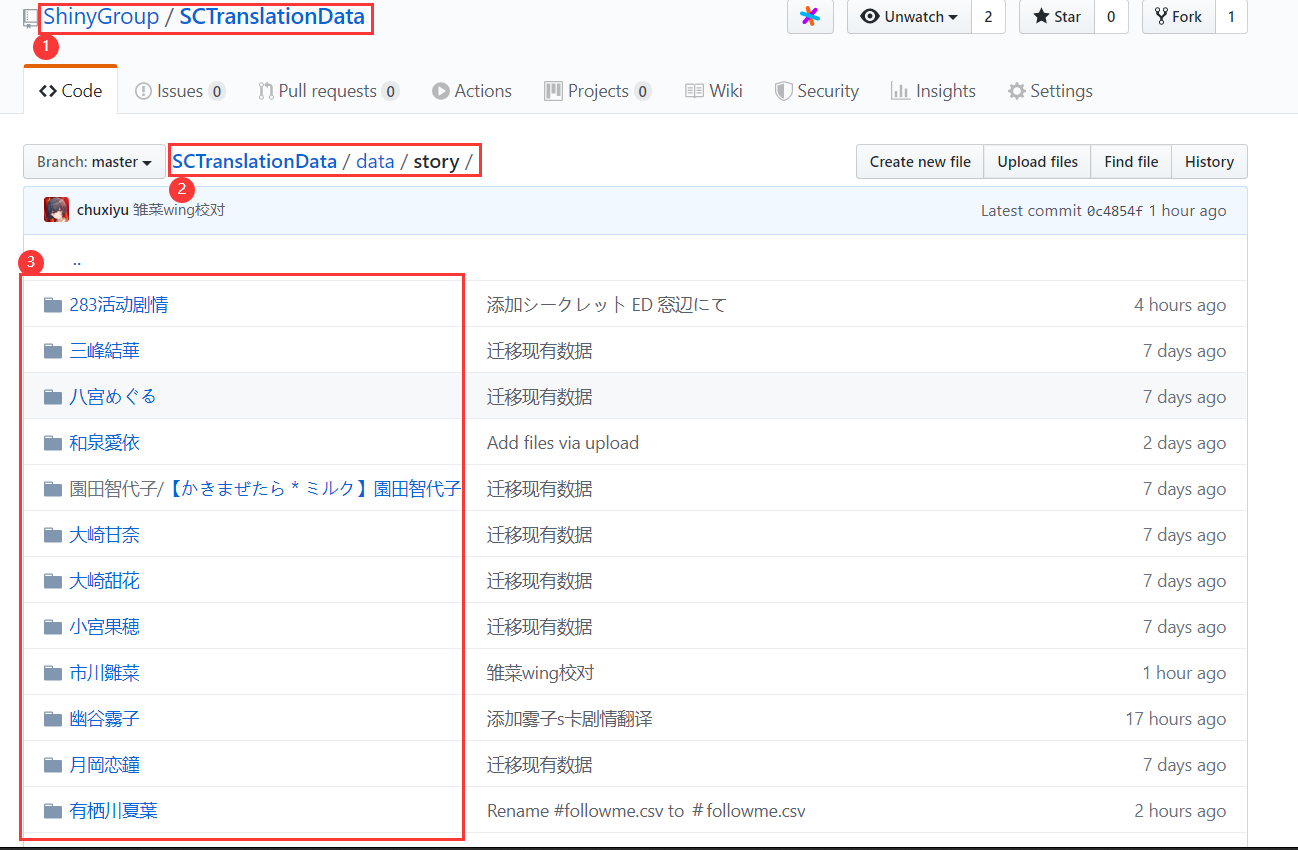 ShinyGroup / SCTranslationData
Unwatch 2 Star 0 Fork 1
1
Code Issues 0 Pull requests 0 Actions Projects 0 Wiki Security Insights Settings
Branch: master SCTranslationData / data / story / Create new file Upload files Find file History
2
chuxiyu 雏菜wing校对 Latest commit 0c4854f 1 hour ago
3 ..
283活动剧情 添加シークレット ED 窓辺にて 4 hours ago
三峰結華 迁移现有数据 7 days ago
八宮めぐる 迁移现有数据 7 days ago
和泉愛依 Add files via upload 2 days ago
園田智代子/【かきまぜたら＊ミルク】園田智代子 迁移现有数据 7 days ago
大崎甘奈 迁移现有数据 7 days ago
大崎甜花 迁移现有数据 7 days ago
小宮果穂 迁移现有数据 7 days ago
市川雛菜 雏菜wing校对 1 hour ago
幽谷霧子 添加雾子s卡剧情翻译 17 hours ago
月岡恋鐘 迁移现有数据 7 days ago
有栖川夏葉 Rename #followme.csv to ＃followme.csv 2 hours ago